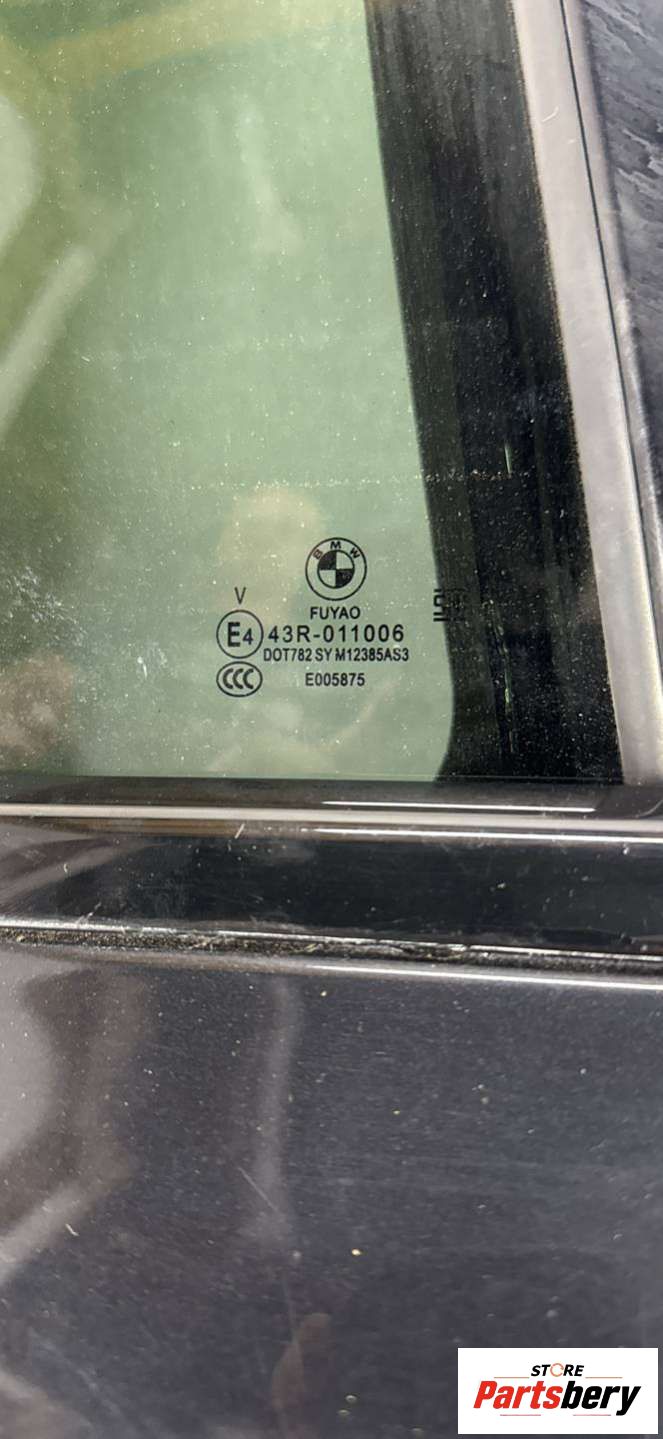 BMW
FUYAO
V
E4 43R-011006
DOT782 SY M12385AS3
CCC E005875
STORE
Partsbery